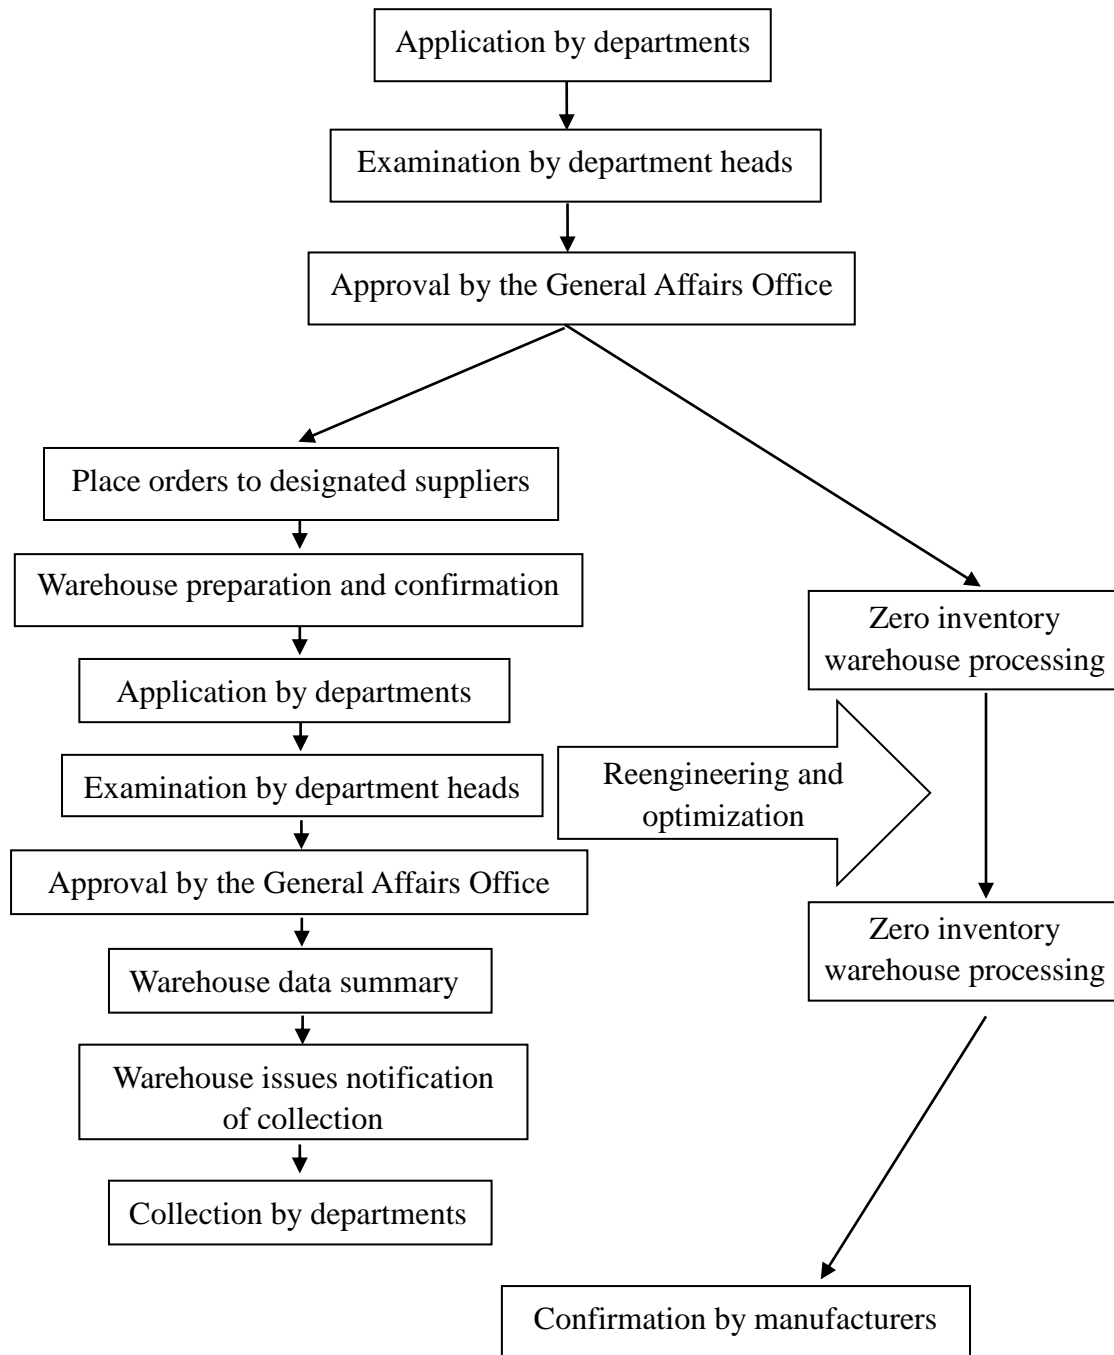 Application by departments
Examination by department heads
Approval by the General Affairs Office
Place orders to designated suppliers
Warehouse preparation and confirmation
Application by departments
Examination by department heads
Approval by the General Affairs Office
Warehouse data summary
Warehouse issues notification
of collection
Collection by departments
Reengineering and
optimization
Zero inventory
warehouse processing
Zero inventory
warehouse processing
Confirmation by manufacturers